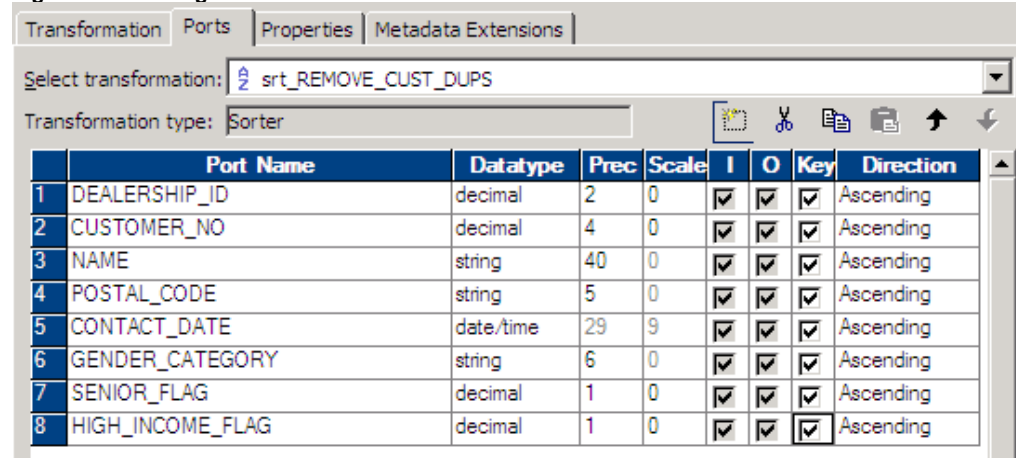 Transformation Ports Properties Metadata Extensions
Select transformation: A Z srt_REMOVE_CUST_DUPS
Transformation type: Sorter
Port Name Datatype Prec Scale I O Key Direction
1 DEALERSHIP_ID decimal 2 0 Ascending
2 CUSTOMER_NO decimal 4 0 Ascending
3 NAME string 40 0 Ascending
4 POSTAL_CODE string 5 0 Ascending
5 CONTACT_DATE date/time 29 9 Ascending
6 GENDER_CATEGORY string 6 0 Ascending
7 SENIOR_FLAG decimal 1 0 Ascending
8 HIGH_INCOME_FLAG decimal 1 0 Ascending